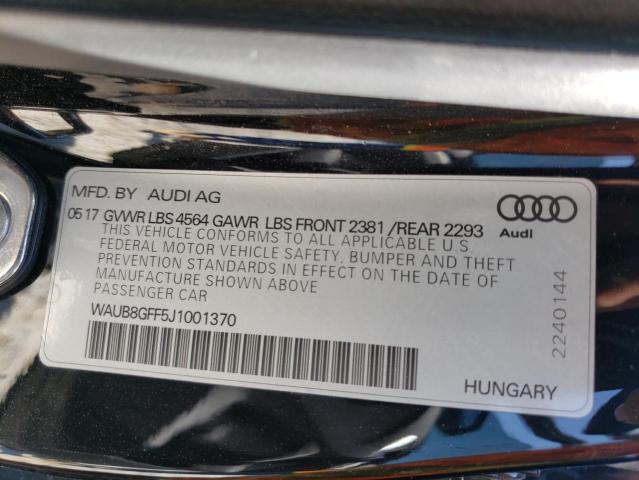 MFD. BY AUDI AG
0517 GVWR LBS 4564 GAWR LBS FRONT 2381 /REAR 2293
THIS VEHICLE CONFORMS TO ALL APPLICABLE U.S.
FEDERAL MOTOR VEHICLE SAFETY, BUMPER AND THEFT
PREVENTION STANDARDS IN EFFECT ON THE DATE OF
MANUFACTURE SHOWN ABOVE
PASSENGER CAR
WAUB8GFF5J1001370
Audi
2240144
HUNGARY